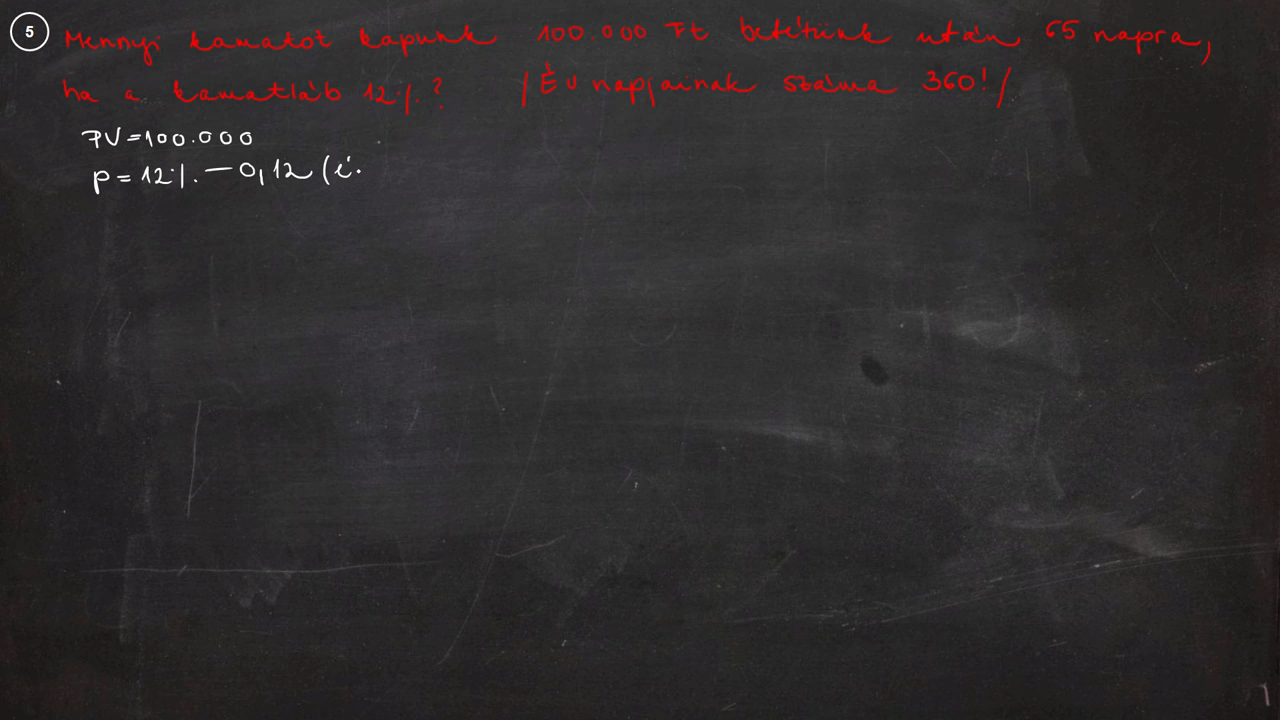 5 Mennyi kamatot kapunk 100.000 Ft betétünk után 65 napra,
ha a kamatláb 12%? /Év napjainak száma 360!/
PV=100.000
p = 12% — 0,12 (i.